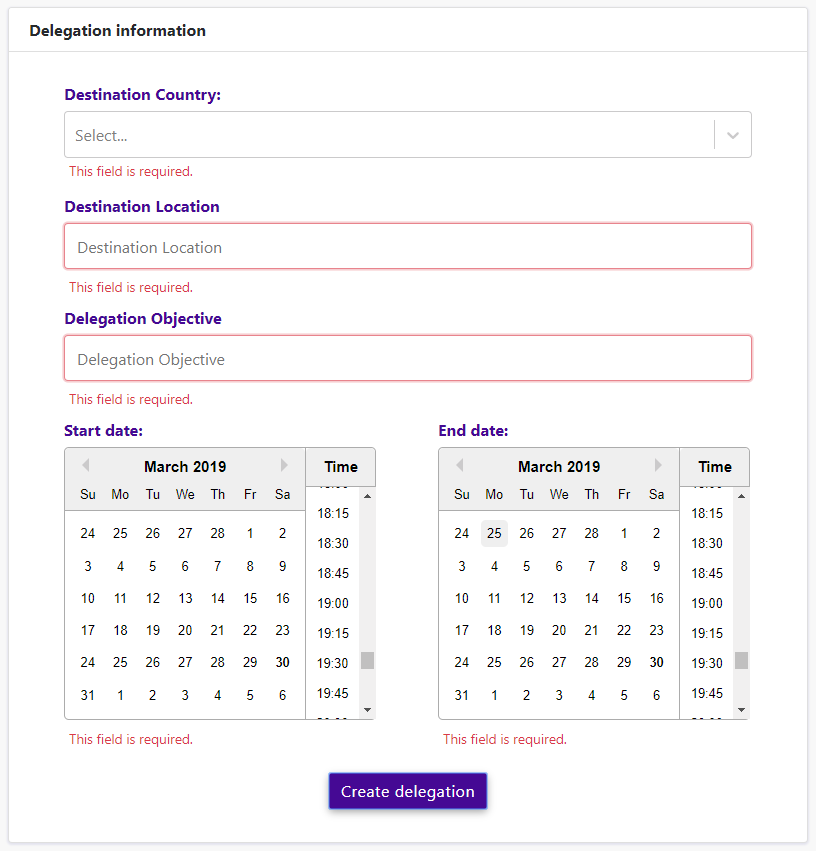 Delegation information
Destination Country:
Select...
This field is required.
Destination Location
Destination Location
This field is required.
Delegation Objective
Delegation Objective
This field is required.
Start date:
March 2019
Time
Su Mo Tu We Th Fr Sa
24 25 26 27 28 1 2
3 4 5 6 7 8 9
10 11 12 13 14 15 16
17 18 19 20 21 22 23
24 25 26 27 28 29 30
31 1 2 3 4 5 6
18:15
18:30
18:45
19:00
19:15
19:30
19:45
This field is required.
End date:
March 2019
Time
Su Mo Tu We Th Fr Sa
24 25 26 27 28 1 2
3 4 5 6 7 8 9
10 11 12 13 14 15 16
17 18 19 20 21 22 23
24 25 26 27 28 29 30
31 1 2 3 4 5 6
18:15
18:30
18:45
19:00
19:15
19:30
19:45
This field is required.
Create delegation